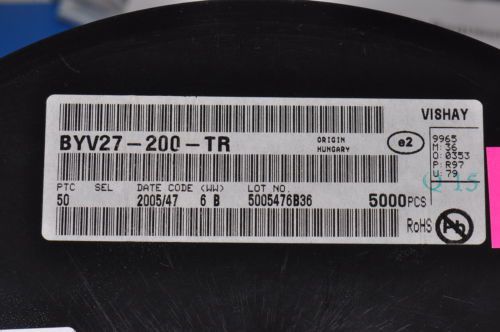 VISHAY
BYV27-200-TR
ORIGIN
HUNGARY
e2
9965
M: 36
Q: 0353
P: R97
U: 79
Q 15
PTC SEL DATE CODE (WW) LOT NO.
50 2005/47 6 B 5005476B36 5000PCS
RoHS
Pb